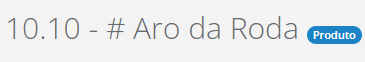 10.10 - # Aro da Roda Produto